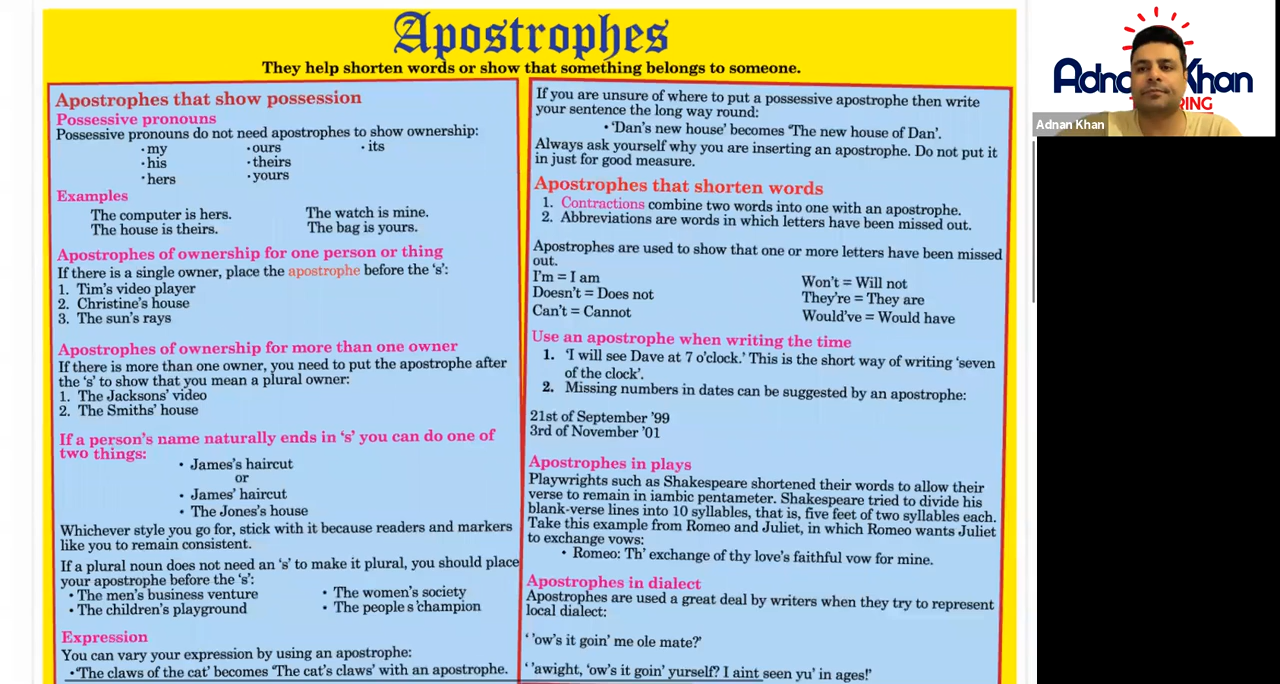 Apostrophes
They help shorten words or show that something belongs to someone.
Apostrophes that show possession
Possessive pronouns
Possessive pronouns do not need apostrophes to show ownership:
· my
· ours
· its
· his
· theirs
· hers
· yours
Examples
The computer is hers.
The watch is mine.
The house is theirs.
The bag is yours.
Apostrophes of ownership for one person or thing
If there is a single owner, place the apostrophe before the ‘s’:
1. Tim’s video player
2. Christine’s house
3. The sun’s rays
Apostrophes of ownership for more than one owner
If there is more than one owner, you need to put the apostrophe after
the ‘s’ to show that you mean a plural owner:
1. The Jacksons’ video
2. The Smiths’ house
If a person’s name naturally ends in ‘s’ you can do one of
two things:
• James’s haircut
or
• James’ haircut
• The Jones’s house
Whichever style you go for, stick with it because readers and markers
like you to remain consistent.
If a plural noun does not need an ‘s’ to make it plural, you should place
your apostrophe before the ‘s’:
• The men’s business venture
• The women’s society
• The children’s playground
• The people s ’champion
Expression
You can vary your expression by using an apostrophe:
• ‘The claws of the cat’ becomes ‘The cat’s claws’ with an apostrophe.
If you are unsure of where to put a possessive apostrophe then write
your sentence the long way round:
• ‘Dan’s new house’ becomes ‘The new house of Dan’.
Always ask yourself why you are inserting an apostrophe. Do not put it
in just for good measure.
Apostrophes that shorten words
1. Contractions combine two words into one with an apostrophe.
2. Abbreviations are words in which letters have been missed out.
Apostrophes are used to show that one or more letters have been missed
out.
I’m = I am
Won’t = Will not
Doesn’t = Does not
They’re = They are
Can’t = Cannot
Would’ve = Would have
Use an apostrophe when writing the time
1. ‘I will see Dave at 7 o’clock.’ This is the short way of writing ‘seven
of the clock’.
2. Missing numbers in dates can be suggested by an apostrophe:
21st of September ’99
3rd of November ’01
Apostrophes in plays
Playwrights such as Shakespeare shortened their words to allow their
verse to remain in iambic pentameter. Shakespeare tried to divide his
blank-verse lines into 10 syllables, that is, five feet of two syllables each.
Take this example from Romeo and Juliet, in which Romeo wants Juliet
to exchange vows:
• Romeo: Th’ exchange of thy love’s faithful vow for mine.
Apostrophes in dialect
Apostrophes are used a great deal by writers when they try to represent
local dialect:
‘ ’ow’s it goin’ me ole mate?’
‘ ’awight, ’ow’s it goin’ yurself? I aint seen yu’ in ages!’
Khan
Adnan Khan